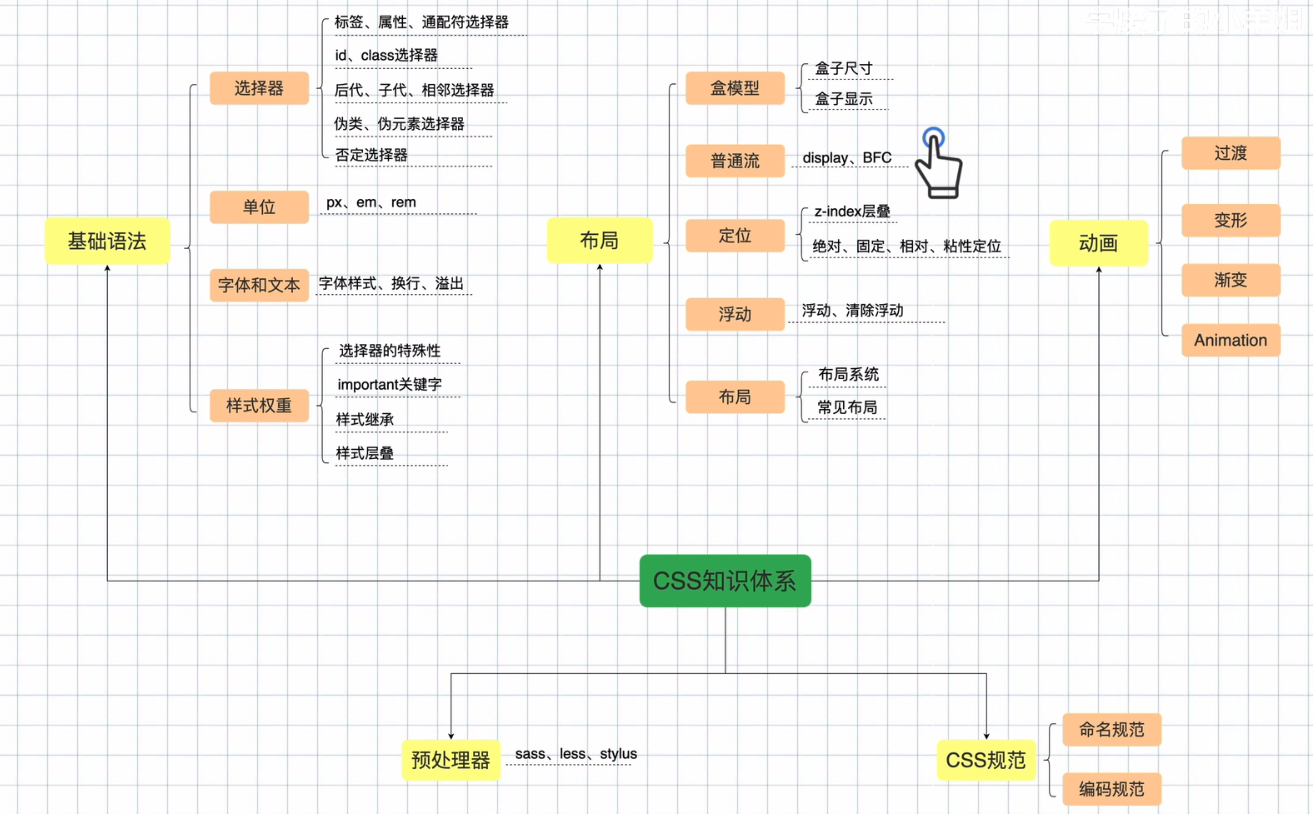 标签、属性、通配符选择器
id、class选择器
选择器
后代、子代、相邻选择器
伪类、伪元素选择器
否定选择器
单位
px、em、rem
基础语法
字体和文本
字体样式、换行、溢出
选择器的特殊性
important关键字
样式权重
样式继承
样式层叠
盒模型
盒子尺寸
盒子显示
普通流
display、BFC
布局
定位
z-index层叠
绝对、固定、相对、粘性定位
浮动
浮动、清除浮动
布局
布局系统
常见布局
动画
过渡
变形
渐变
Animation
CSS知识体系
预处理器
sass、less、stylus
CSS规范
命名规范
编码规范